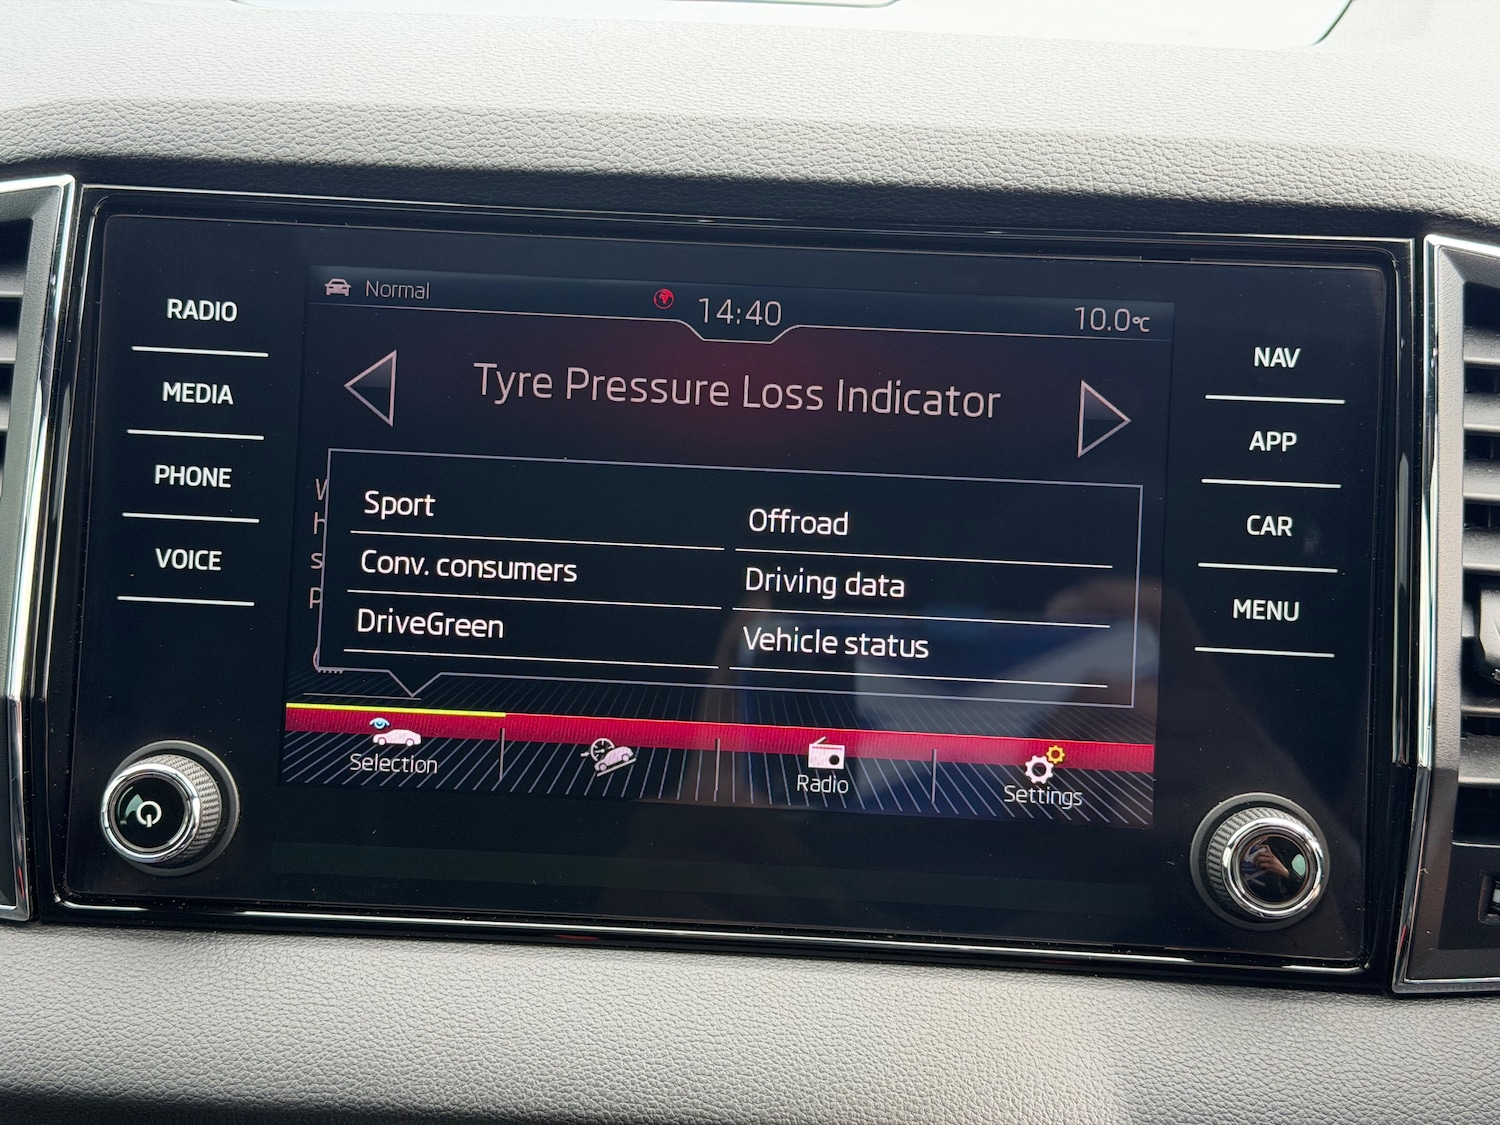 Normal
14:40
10.0°C
Tyre Pressure Loss Indicator
RADIO
MEDIA
PHONE
VOICE
Sport
Offroad
Conv. consumers
Driving data
DriveGreen
Vehicle status
Selection
Radio
Settings
NAV
APP
CAR
MENU